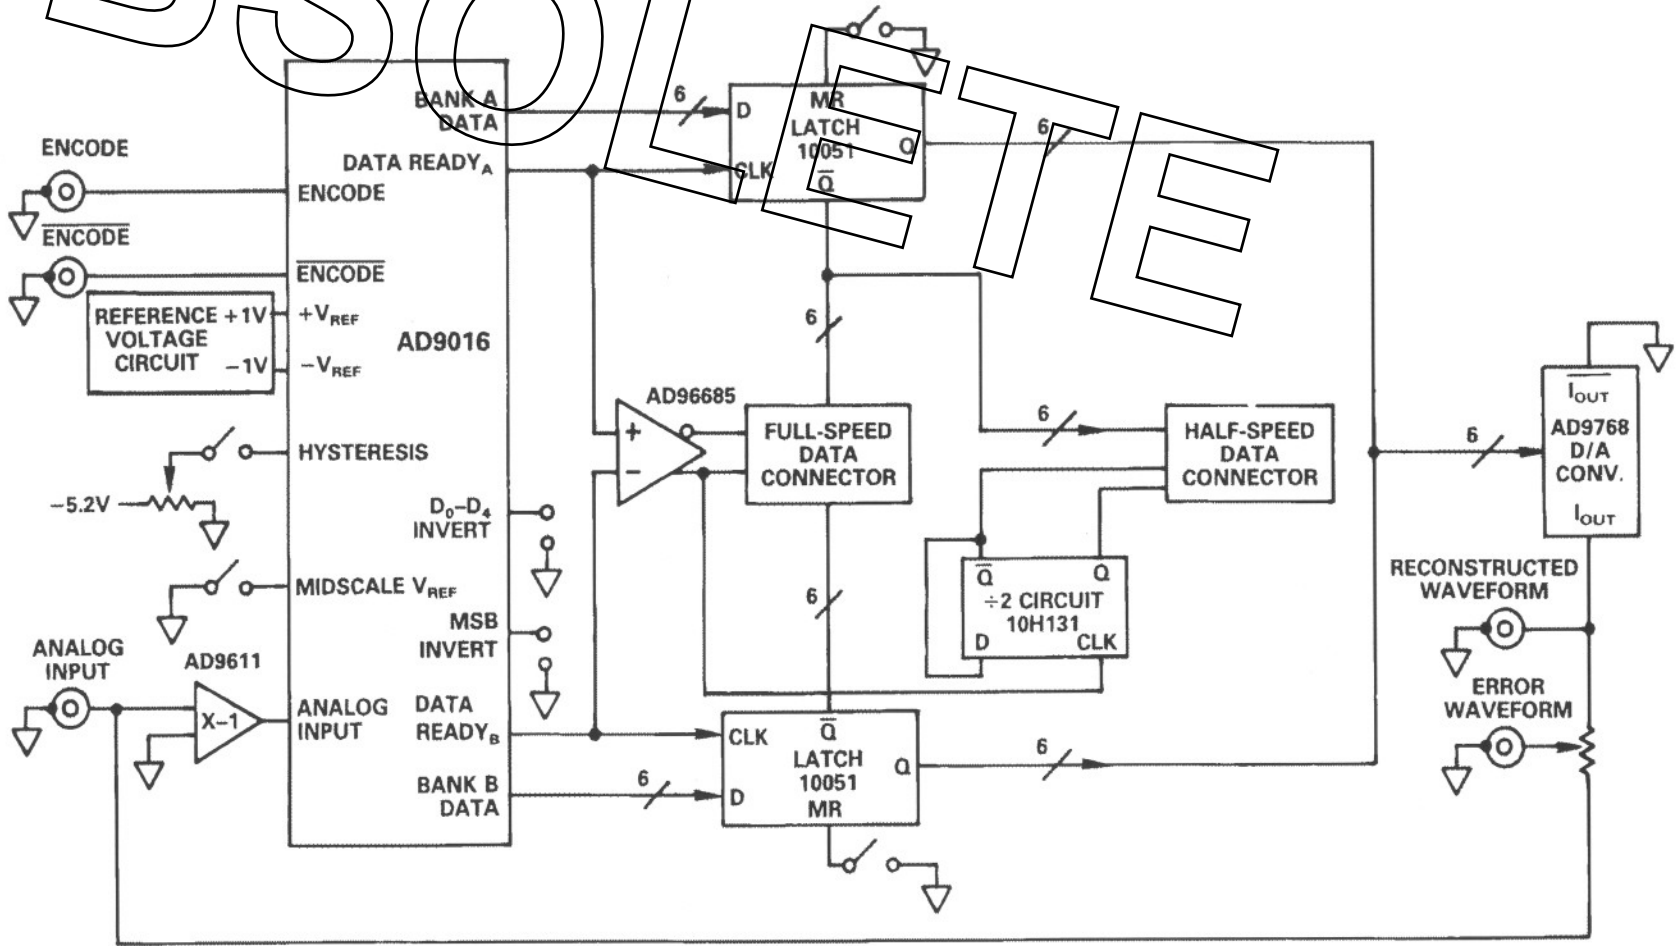 BSOLETE
ENCODE
ENCODE
REFERENCE +1V
VOLTAGE
CIRCUIT −1V
−5.2V
ANALOG
INPUT
AD9611
X−1
BANK A
DATA
DATA READYA
ENCODE
ENCODE
+VREF
AD9016
−VREF
HYSTERESIS
D0−D4
INVERT
MIDSCALE VREF
MSB
INVERT
ANALOG
INPUT
DATA
READYB
BANK B
DATA
6
D
MR
LATCH
10051
Q
CLK
Q̅
6
6
AD96685
+
−
FULL-SPEED
DATA
CONNECTOR
6
6
HALF-SPEED
DATA
CONNECTOR
Q̅ Q
÷2 CIRCUIT
10H131
D CLK
CLK
Q̅
LATCH
10051
MR
Q
D
6
6
6
IOUT
AD9768
D/A
CONV.
IOUT
RECONSTRUCTED
WAVEFORM
ERROR
WAVEFORM